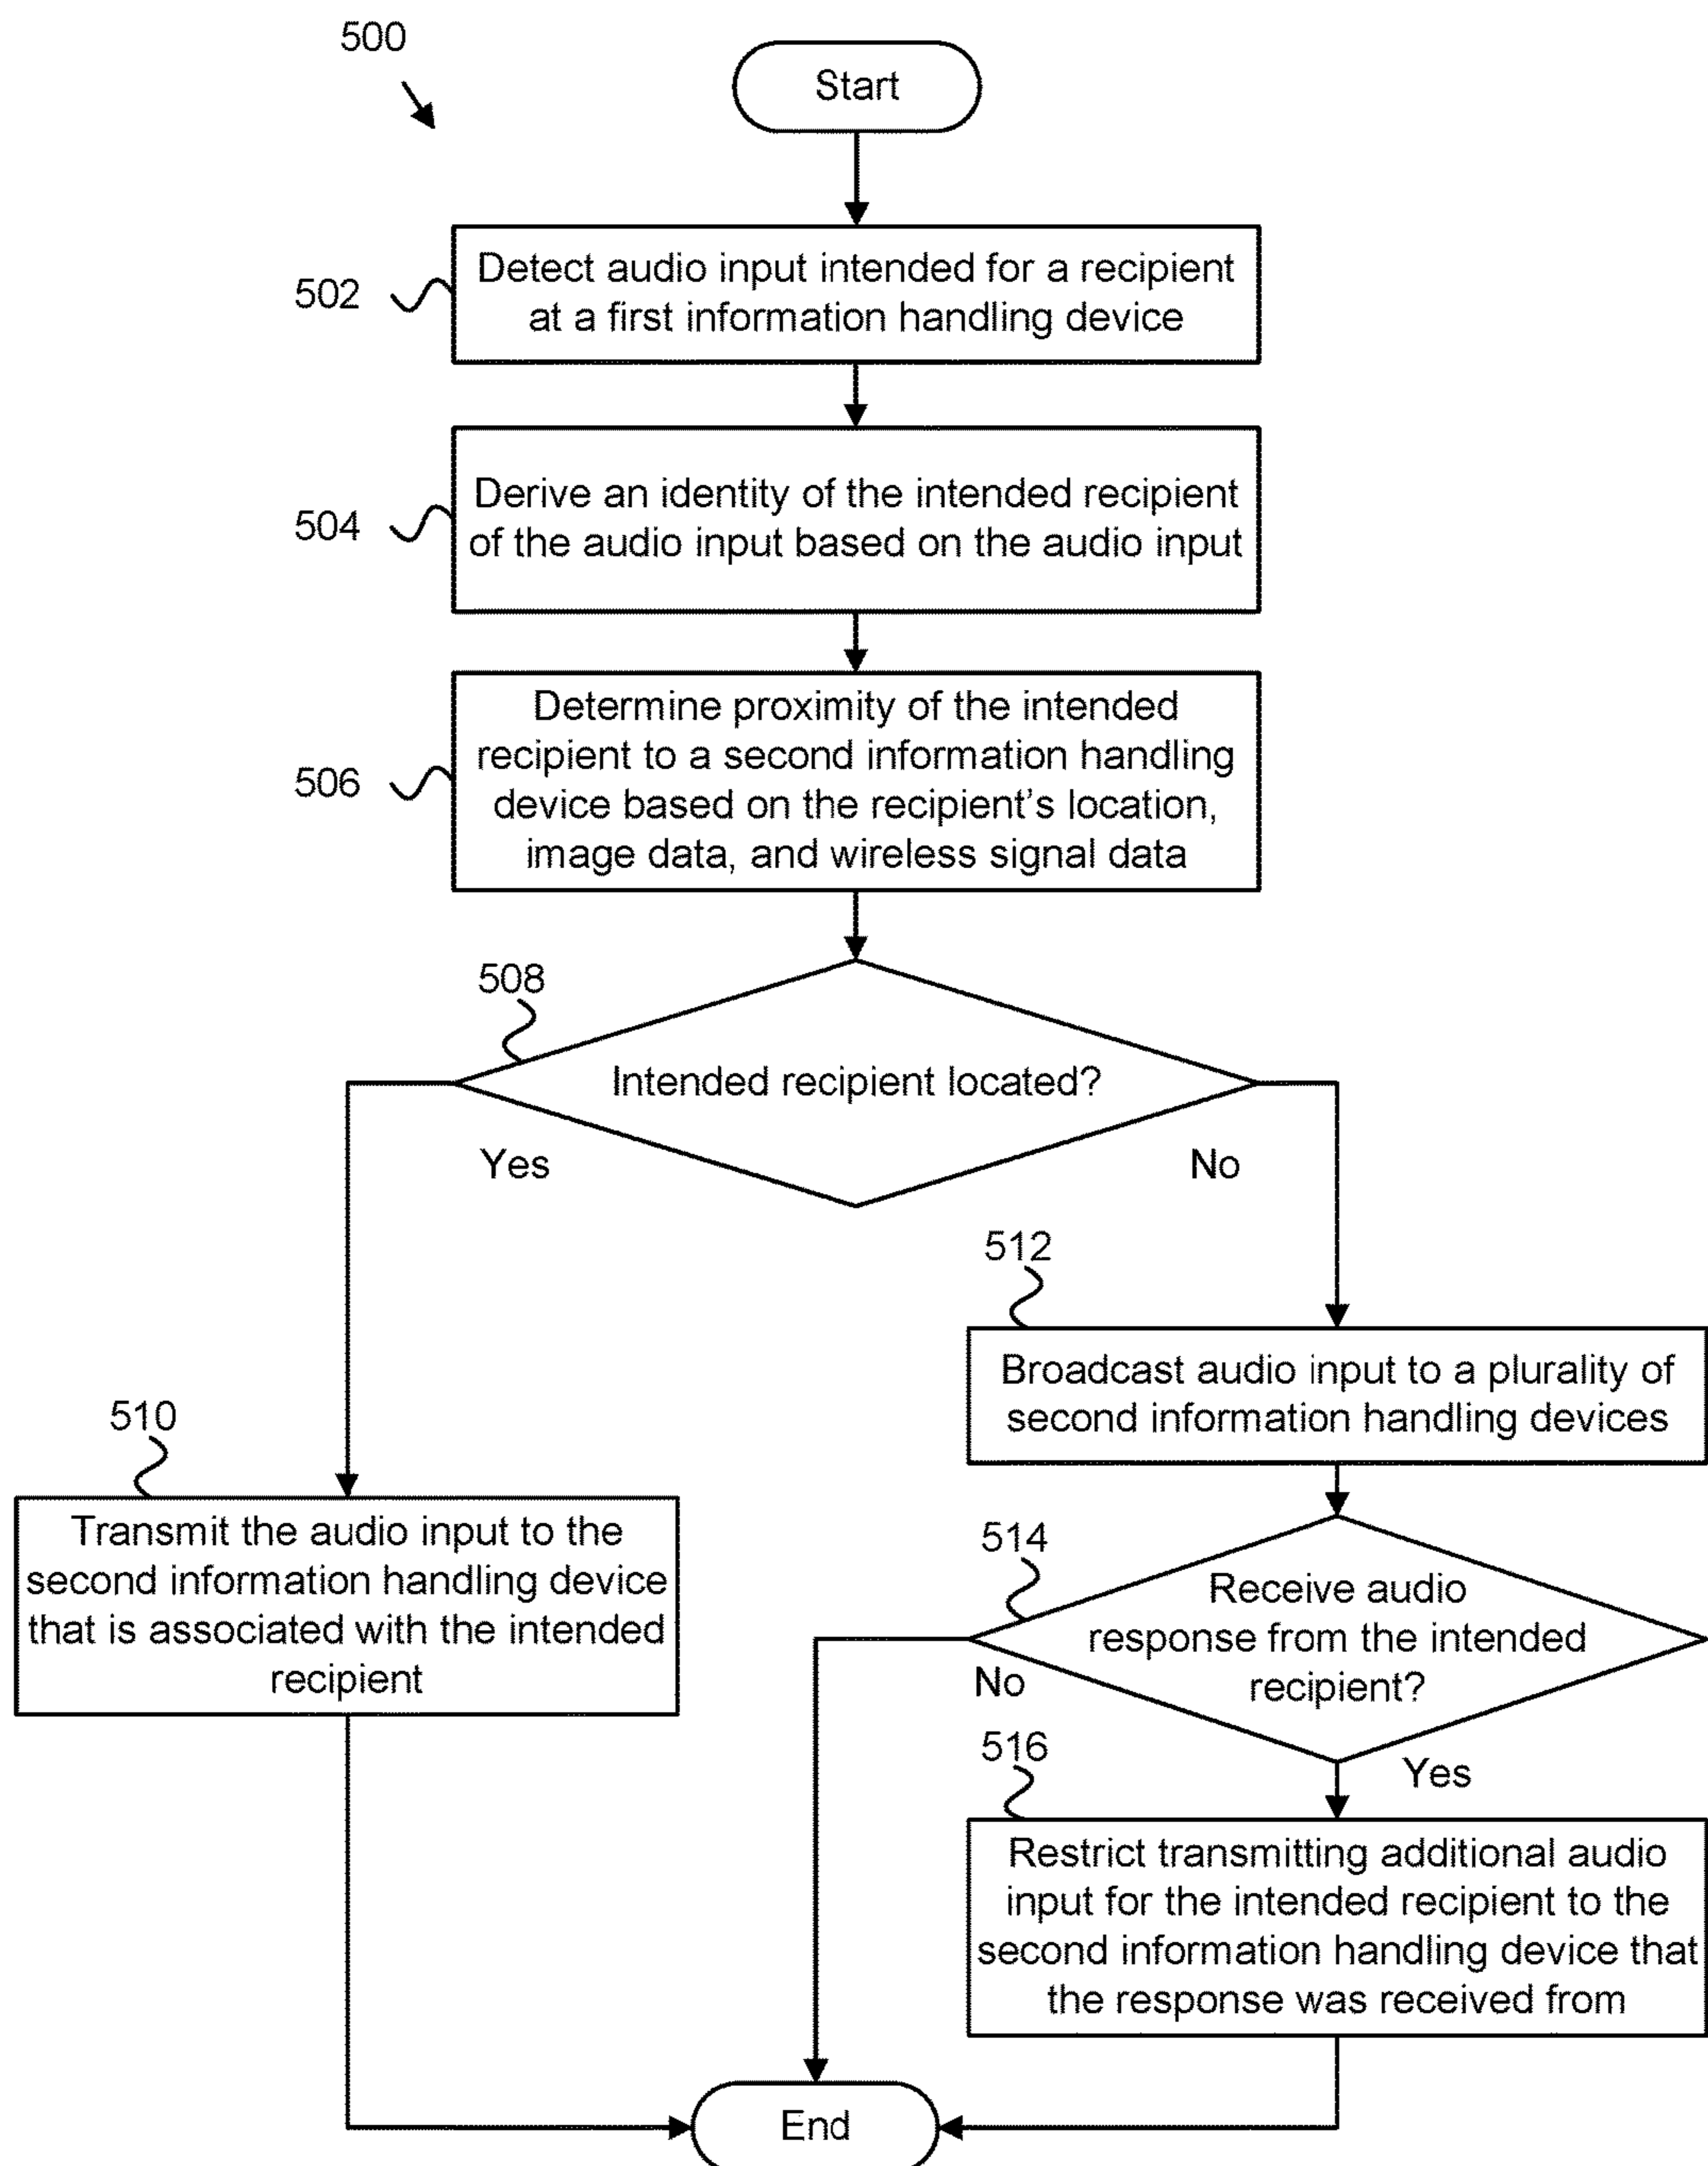 500
Start
502
Detect audio input intended for a recipient
at a first information handling device
504
Derive an identity of the intended recipient
of the audio input based on the audio input
506
Determine proximity of the intended
recipient to a second information handling
device based on the recipient's location,
image data, and wireless signal data
508
Intended recipient located?
Yes
No
512
Broadcast audio input to a plurality of
second information handling devices
510
Transmit the audio input to the
second information handling device
that is associated with the intended
recipient
514
Receive audio
response from the intended
recipient?
No
Yes
516
Restrict transmitting additional audio
input for the intended recipient to the
second information handling device that
the response was received from
End